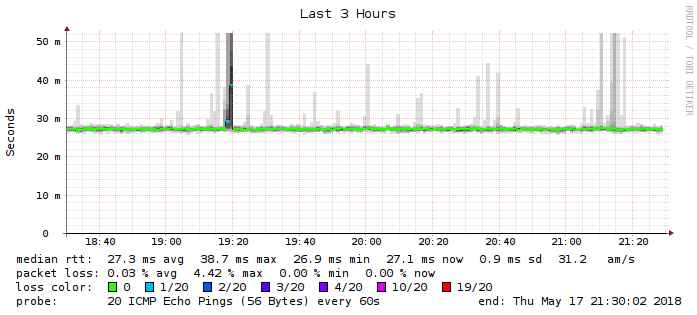 Last 3 Hours
RRDTOOL / TOBI OETIKER
Seconds
50 m
40 m
30 m
20 m
10 m
0
18:40 19:00 19:20 19:40 20:00 20:20 20:40 21:00 21:20
median rtt: 27.3 ms avg 38.7 ms max 26.9 ms min 27.1 ms now 0.9 ms sd 31.2 am/s
packet loss: 0.03 % avg 4.42 % max 0.00 % min 0.00 % now
loss color: 0 1/20 2/20 3/20 4/20 10/20 19/20
probe: 20 ICMP Echo Pings (56 Bytes) every 60s end: Thu May 17 21:30:02 2018